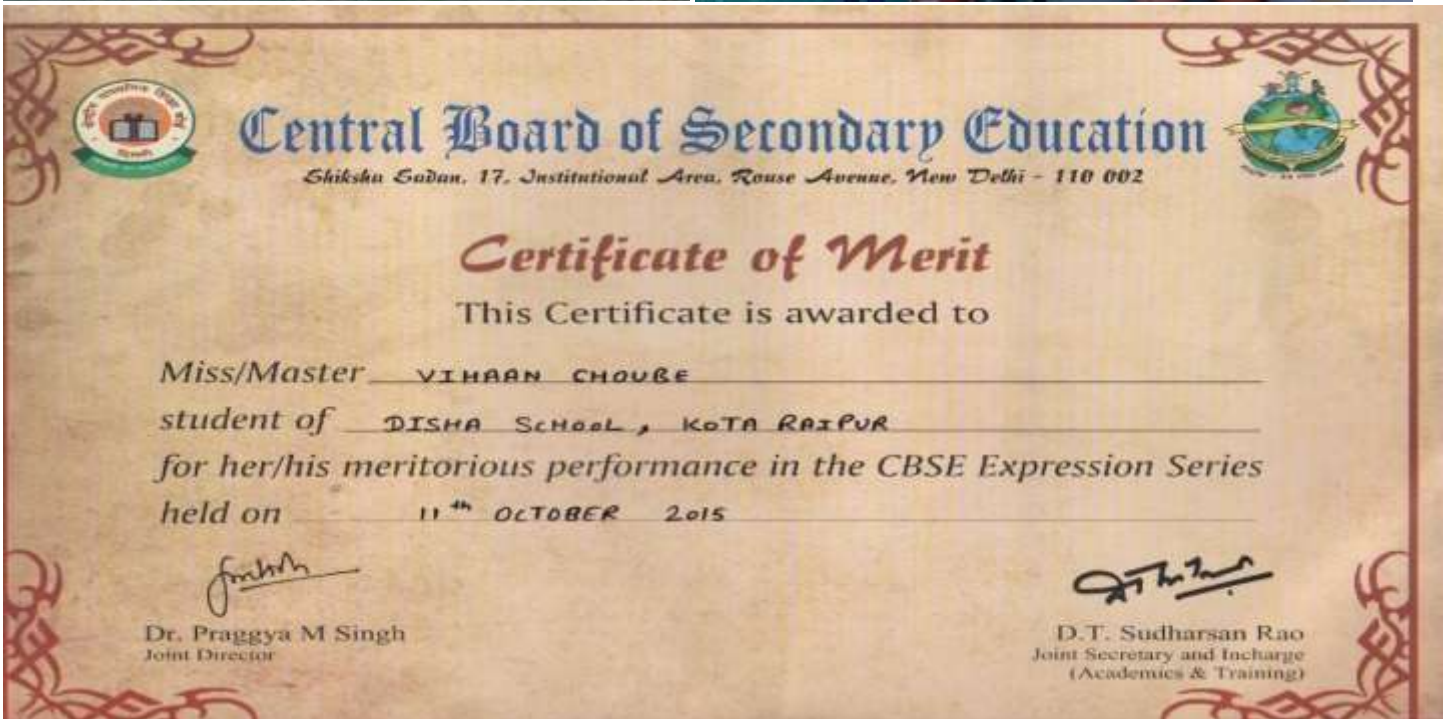 Central Board of Secondary Education
Shiksha Sadan, 17, Institutional Area, Rouse Avenue, New Delhi - 110 002
Certificate of Merit
This Certificate is awarded to
Miss/Master VIHAAN CHOUBE
student of DISHA SCHOOL, KOTA RAIPUR
for her/his meritorious performance in the CBSE Expression Series
held on 11th OCTOBER 2015
Dr. Praggya M Singh
Joint Director
D.T. Sudharsan Rao
Joint Secretary and Incharge
(Academics & Training)